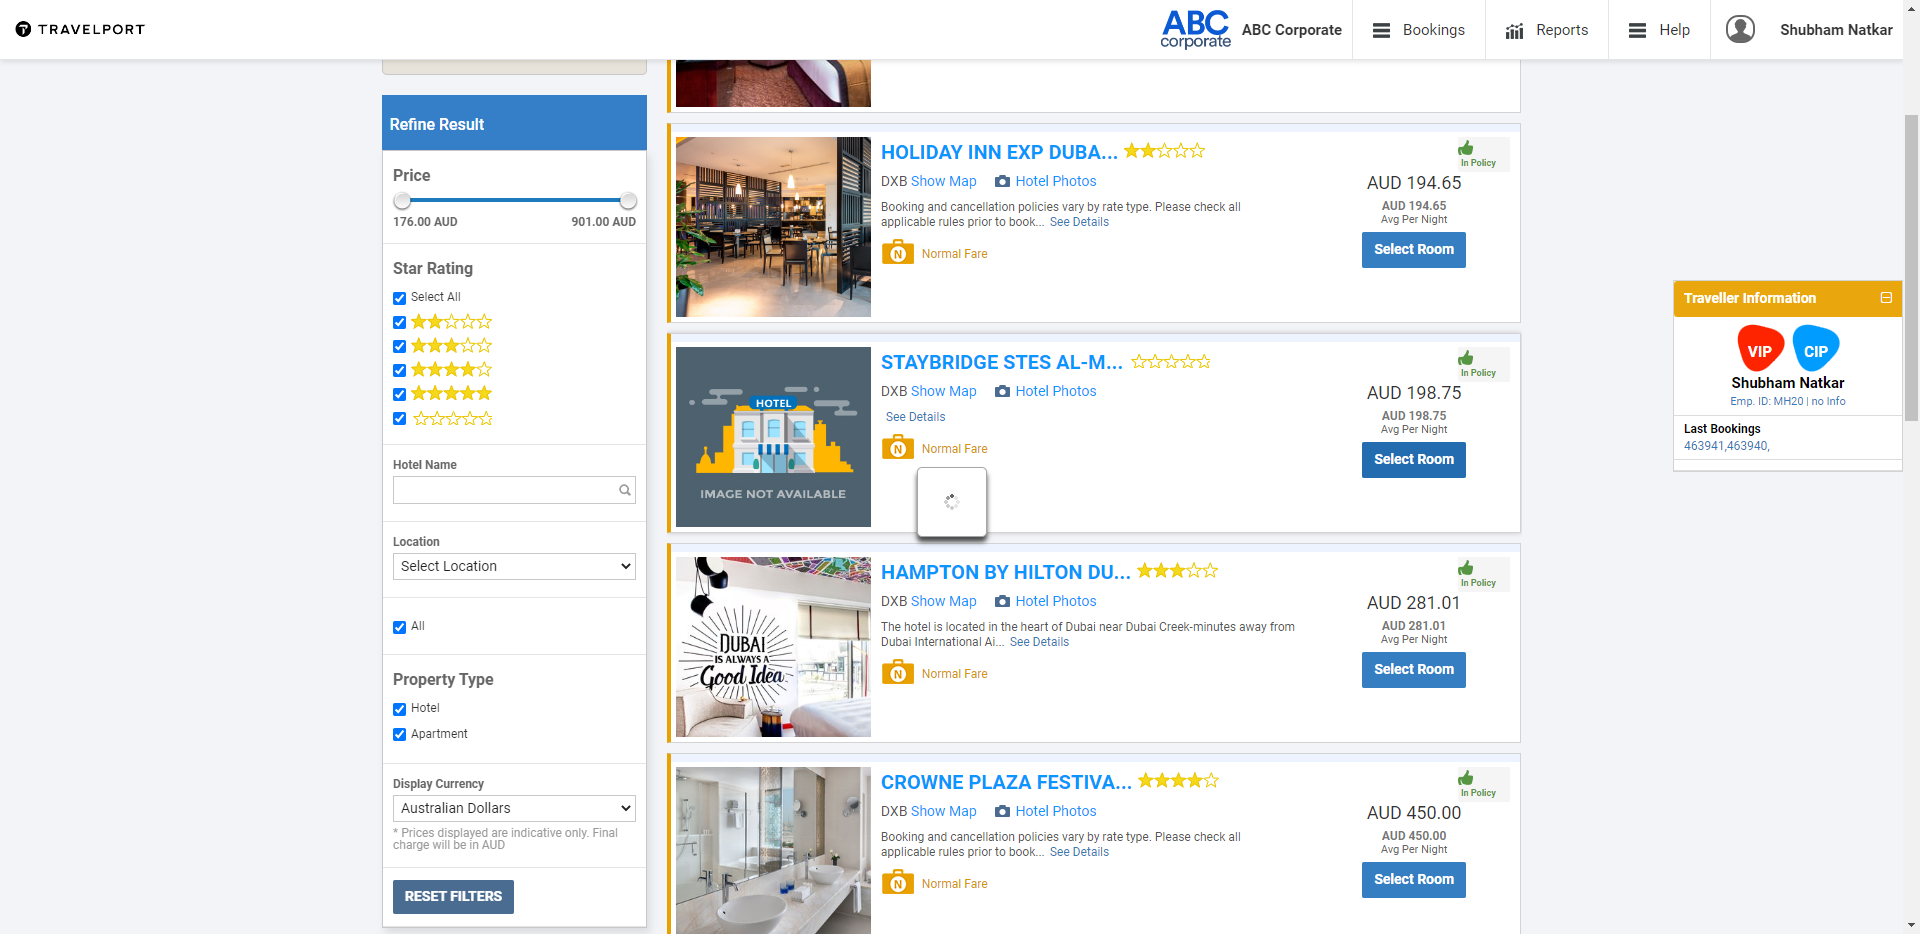 TRAVELPORT
ABC corporate
ABC Corporate
Bookings
Reports
Help
Shubham Natkar
Refine Result
Price
176.00 AUD
901.00 AUD
Star Rating
Select All
Hotel Name
Location
Select Location
All
Property Type
Hotel
Apartment
Display Currency
Australian Dollars
* Prices displayed are indicative only. Final
charge will be in AUD
RESET FILTERS
HOLIDAY INN EXP DUBA...
DXB Show Map Hotel Photos
Booking and cancellation policies vary by rate type. Please check all
applicable rules prior to book... See Details
N Normal Fare
In Policy
AUD 194.65
AUD 194.65
Avg Per Night
Select Room
HOTEL
IMAGE NOT AVAILABLE
STAYBRIDGE STES AL-M...
DXB Show Map Hotel Photos
See Details
N Normal Fare
In Policy
AUD 198.75
AUD 198.75
Avg Per Night
Select Room
DUBAI
IS ALWAYS A
Good Idea
HAMPTON BY HILTON DU...
DXB Show Map Hotel Photos
The hotel is located in the heart of Dubai near Dubai Creek-minutes away from
Dubai International Ai... See Details
N Normal Fare
In Policy
AUD 281.01
AUD 281.01
Avg Per Night
Select Room
CROWNE PLAZA FESTIVA...
DXB Show Map Hotel Photos
Booking and cancellation policies vary by rate type. Please check all
applicable rules prior to book... See Details
N Normal Fare
In Policy
AUD 450.00
AUD 450.00
Avg Per Night
Select Room
Traveller Information
VIP CIP
Shubham Natkar
Emp. ID: MH20 | no Info
Last Bookings
463941,463940,